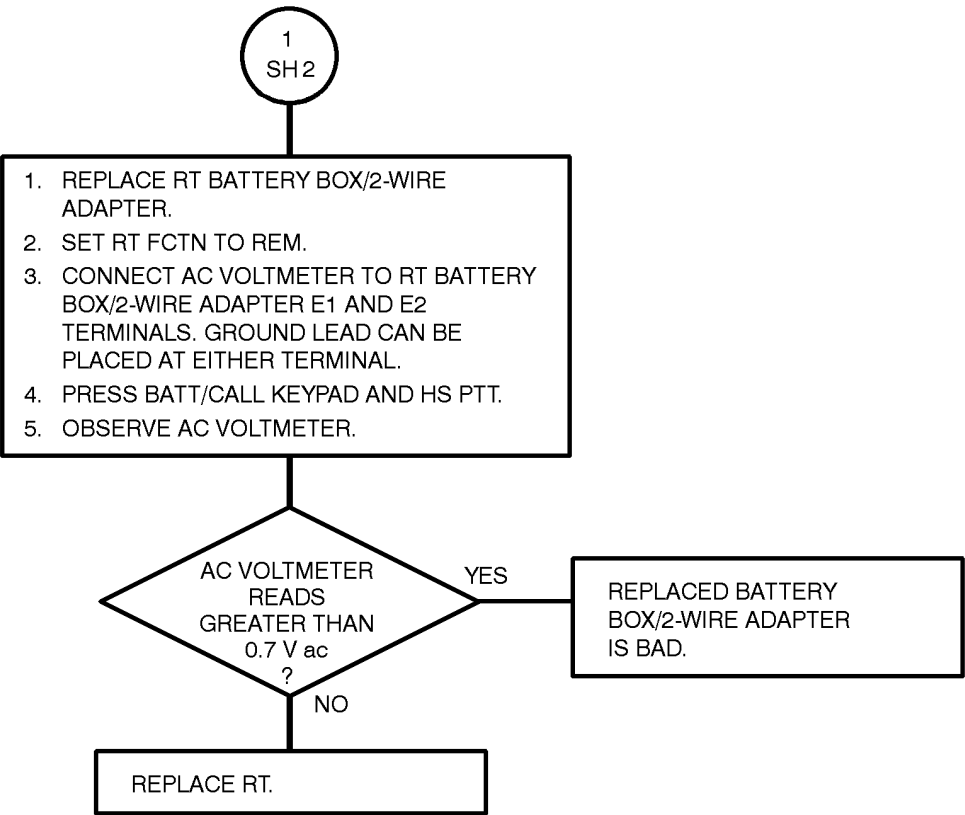 1
SH 2
1. REPLACE RT BATTERY BOX/2-WIRE
ADAPTER.
2. SET RT FCTN TO REM.
3. CONNECT AC VOLTMETER TO RT BATTERY
BOX/2-WIRE ADAPTER E1 AND E2
TERMINALS. GROUND LEAD CAN BE
PLACED AT EITHER TERMINAL.
4. PRESS BATT/CALL KEYPAD AND HS PTT.
5. OBSERVE AC VOLTMETER.
AC VOLTMETER
READS
GREATER THAN
0.7 V ac
?
YES
REPLACED BATTERY
BOX/2-WIRE ADAPTER
IS BAD.
NO
REPLACE RT.